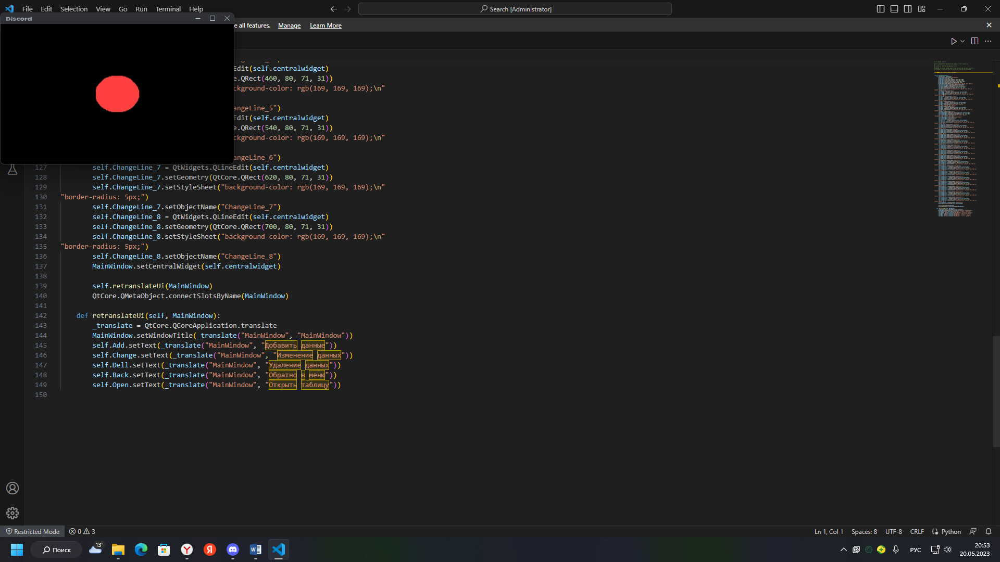 File Edit Selection View Go Run Terminal Help
Search [Administrator]
Discord
e all features. Manage Learn More
Edit(self.centralwidget)
e.QRect(460, 80, 71, 31))
ckground-color: rgb(169, 169, 169);\n"
angeLine_5")
Edit(self.centralwidget)
e.QRect(540, 80, 71, 31))
ckground-color: rgb(169, 169, 169);\n"
angeLine_6")
127 self.ChangeLine_7 = QtWidgets.QLineEdit(self.centralwidget)
128 self.ChangeLine_7.setGeometry(QtCore.QRect(620, 80, 71, 31))
129 self.ChangeLine_7.setStyleSheet("background-color: rgb(169, 169, 169);\n"
130 "border-radius: 5px;")
131 self.ChangeLine_7.setObjectName("ChangeLine_7")
132 self.ChangeLine_8 = QtWidgets.QLineEdit(self.centralwidget)
133 self.ChangeLine_8.setGeometry(QtCore.QRect(700, 80, 71, 31))
134 self.ChangeLine_8.setStyleSheet("background-color: rgb(169, 169, 169);\n"
135 "border-radius: 5px;")
136 self.ChangeLine_8.setObjectName("ChangeLine_8")
137 MainWindow.setCentralWidget(self.centralwidget)
138
139 self.retranslateUi(MainWindow)
140 QtCore.QMetaObject.connectSlotsByName(MainWindow)
141
142 def retranslateUi(self, MainWindow):
143 _translate = QtCore.QCoreApplication.translate
144 MainWindow.setWindowTitle(_translate("MainWindow", "MainWindow"))
145 self.Add.setText(_translate("MainWindow", "Добавить данные"))
146 self.Change.setText(_translate("MainWindow", "Изменение данных"))
147 self.Dell.setText(_translate("MainWindow", "Удаление данных"))
148 self.Back.setText(_translate("MainWindow", "Обратно в меню"))
149 self.Open.setText(_translate("MainWindow", "Открыть таблицу"))
150
Restricted Mode 0 3 Ln 1, Col 1 Spaces: 8 UTF-8 CRLF Python
Поиск 13° РУС 20:53
20.05.2023